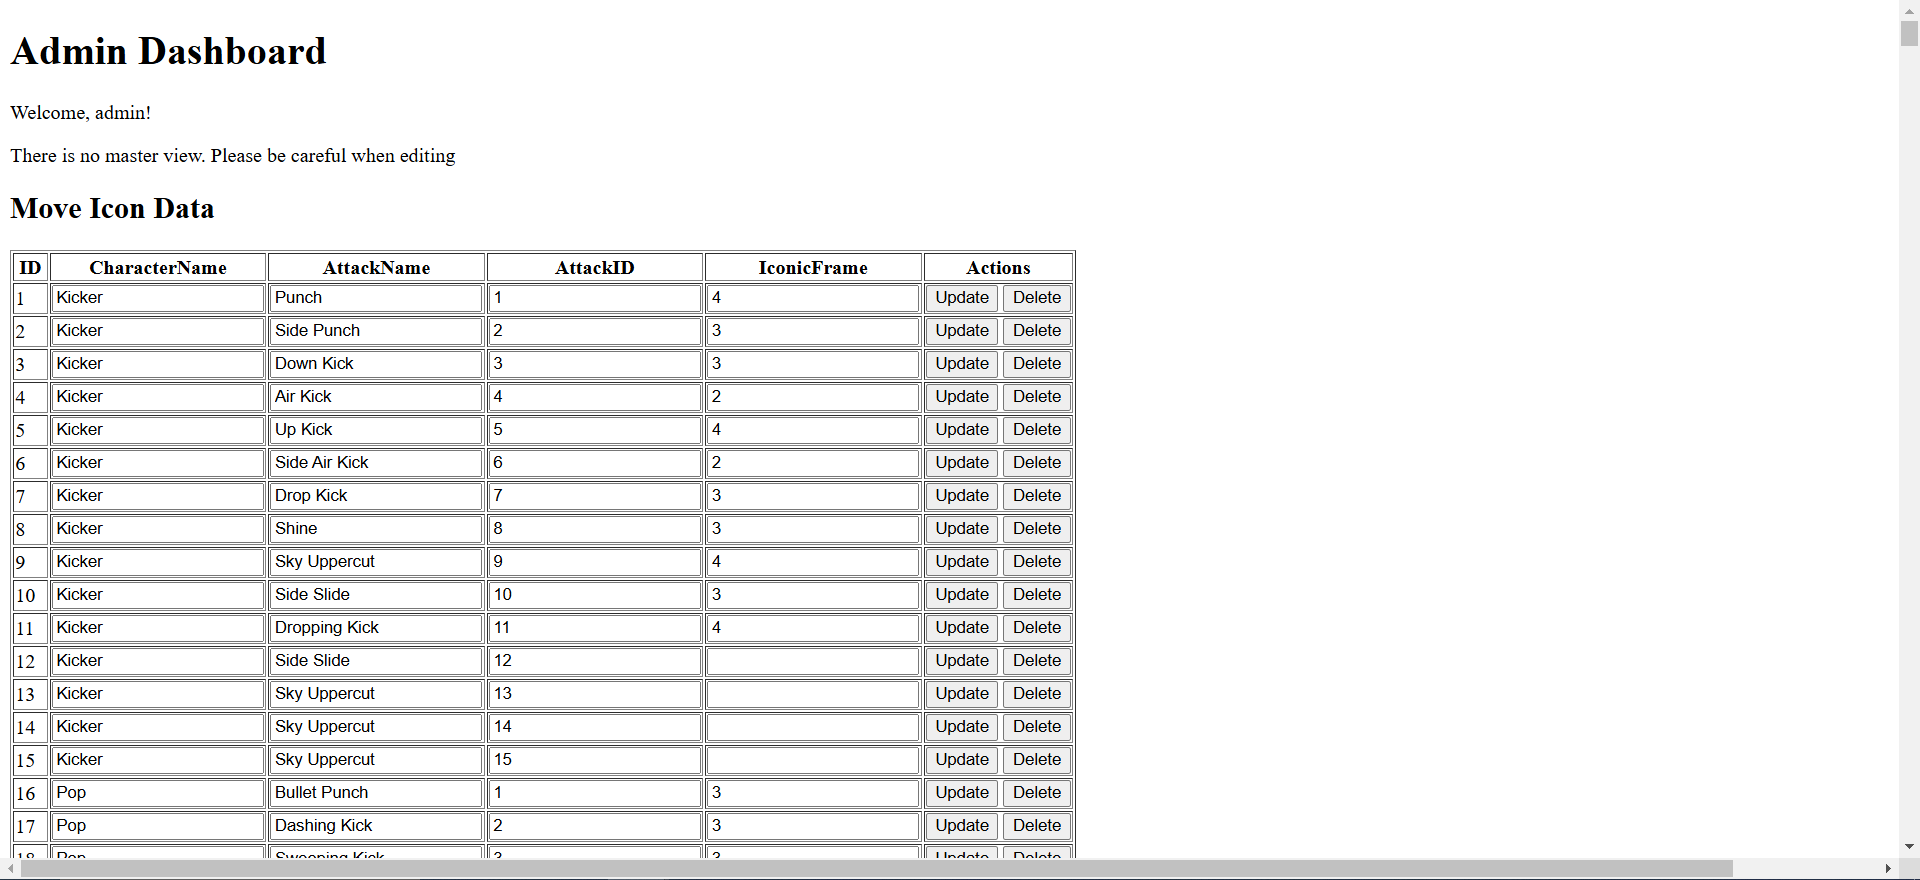 Admin Dashboard
Welcome, admin!
There is no master view. Please be careful when editing
Move Icon Data
ID CharacterName AttackName AttackID IconicFrame Actions
1 Kicker Punch 1 4 Update Delete
2 Kicker Side Punch 2 3 Update Delete
3 Kicker Down Kick 3 3 Update Delete
4 Kicker Air Kick 4 2 Update Delete
5 Kicker Up Kick 5 4 Update Delete
6 Kicker Side Air Kick 6 2 Update Delete
7 Kicker Drop Kick 7 3 Update Delete
8 Kicker Shine 8 3 Update Delete
9 Kicker Sky Uppercut 9 4 Update Delete
10 Kicker Side Slide 10 3 Update Delete
11 Kicker Dropping Kick 11 4 Update Delete
12 Kicker Side Slide 12 Update Delete
13 Kicker Sky Uppercut 13 Update Delete
14 Kicker Sky Uppercut 14 Update Delete
15 Kicker Sky Uppercut 15 Update Delete
16 Pop Bullet Punch 1 3 Update Delete
17 Pop Dashing Kick 2 3 Update Delete
18 Pop Sweeping Kick Update Delete